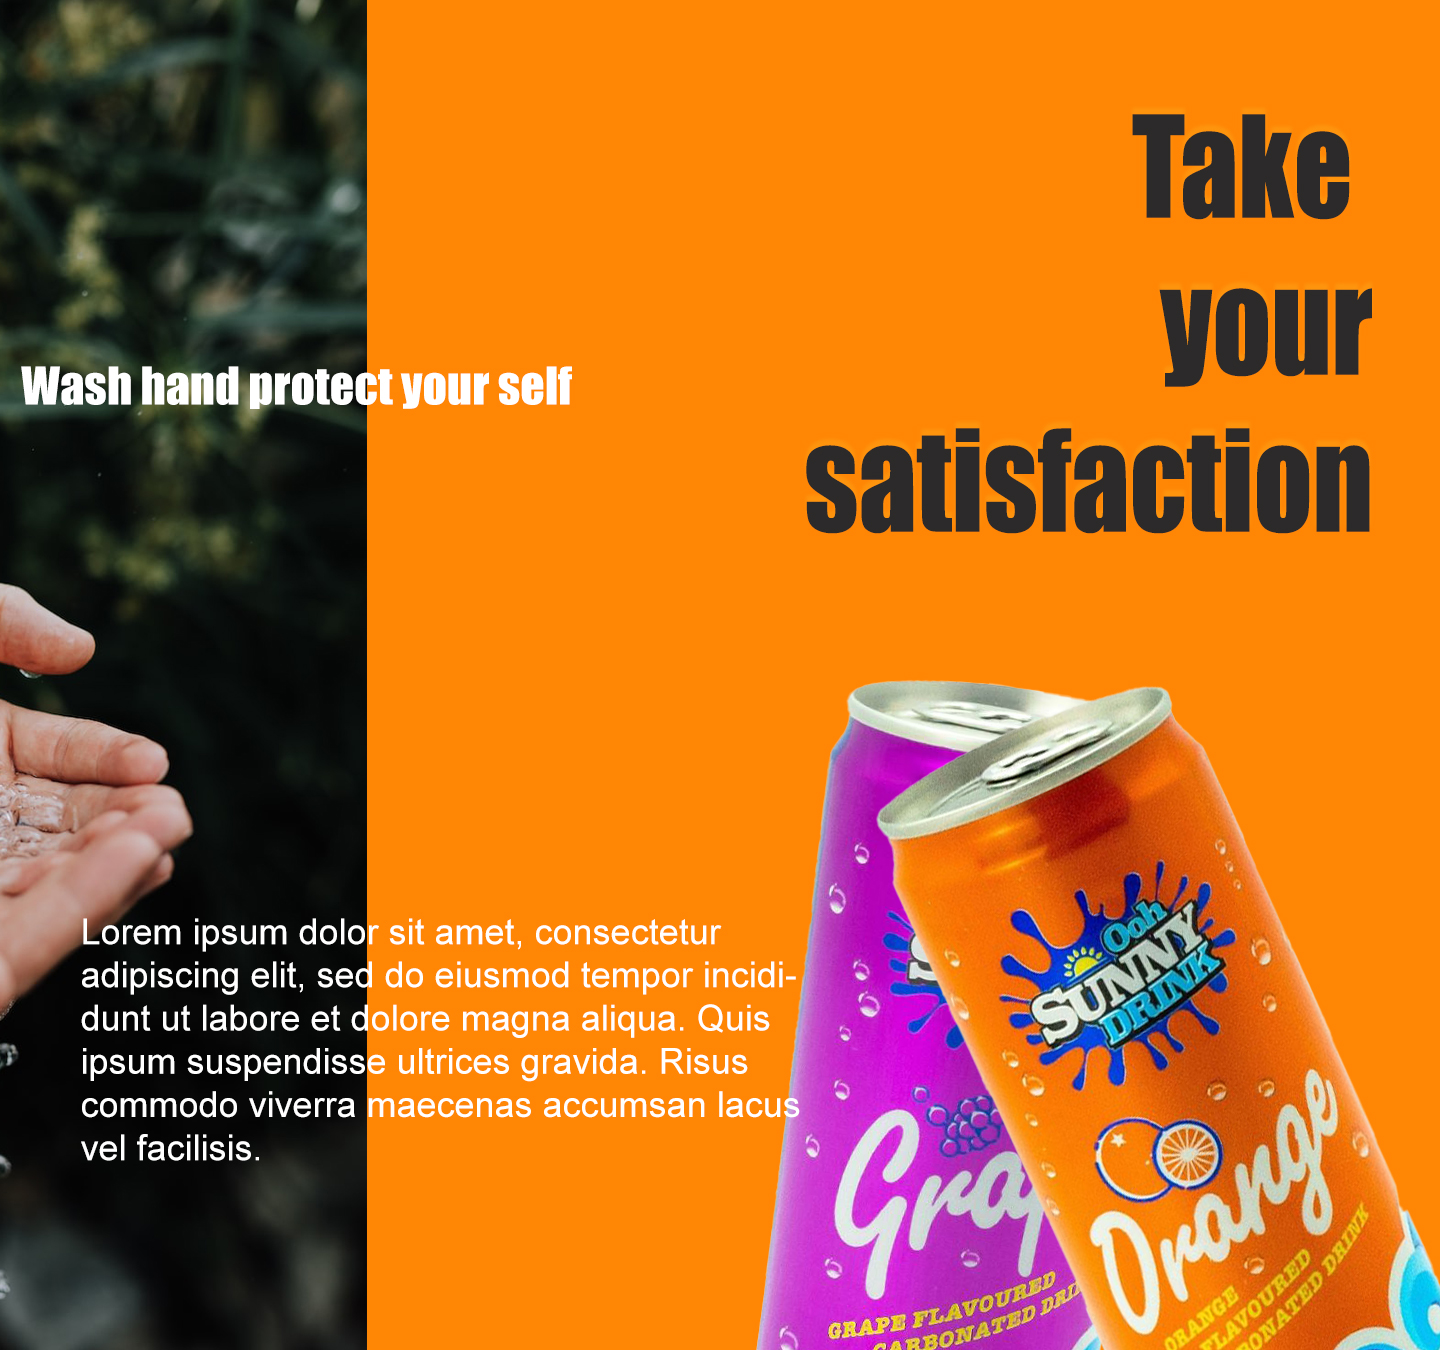 Take
your
satisfaction
Wash hand protect your self
Lorem ipsum dolor sit amet, consectetur
adipiscing elit, sed do eiusmod tempor incidi-
dunt ut labore et dolore magna aliqua. Quis
ipsum suspendisse ultrices gravida. Risus
commodo viverra maecenas accumsan lacus
vel facilisis.
Ooh
SUNNY
DRINK
Orange
ORANGE
FLAVOURED
GRAPE FLAVOURED
CARBONATED